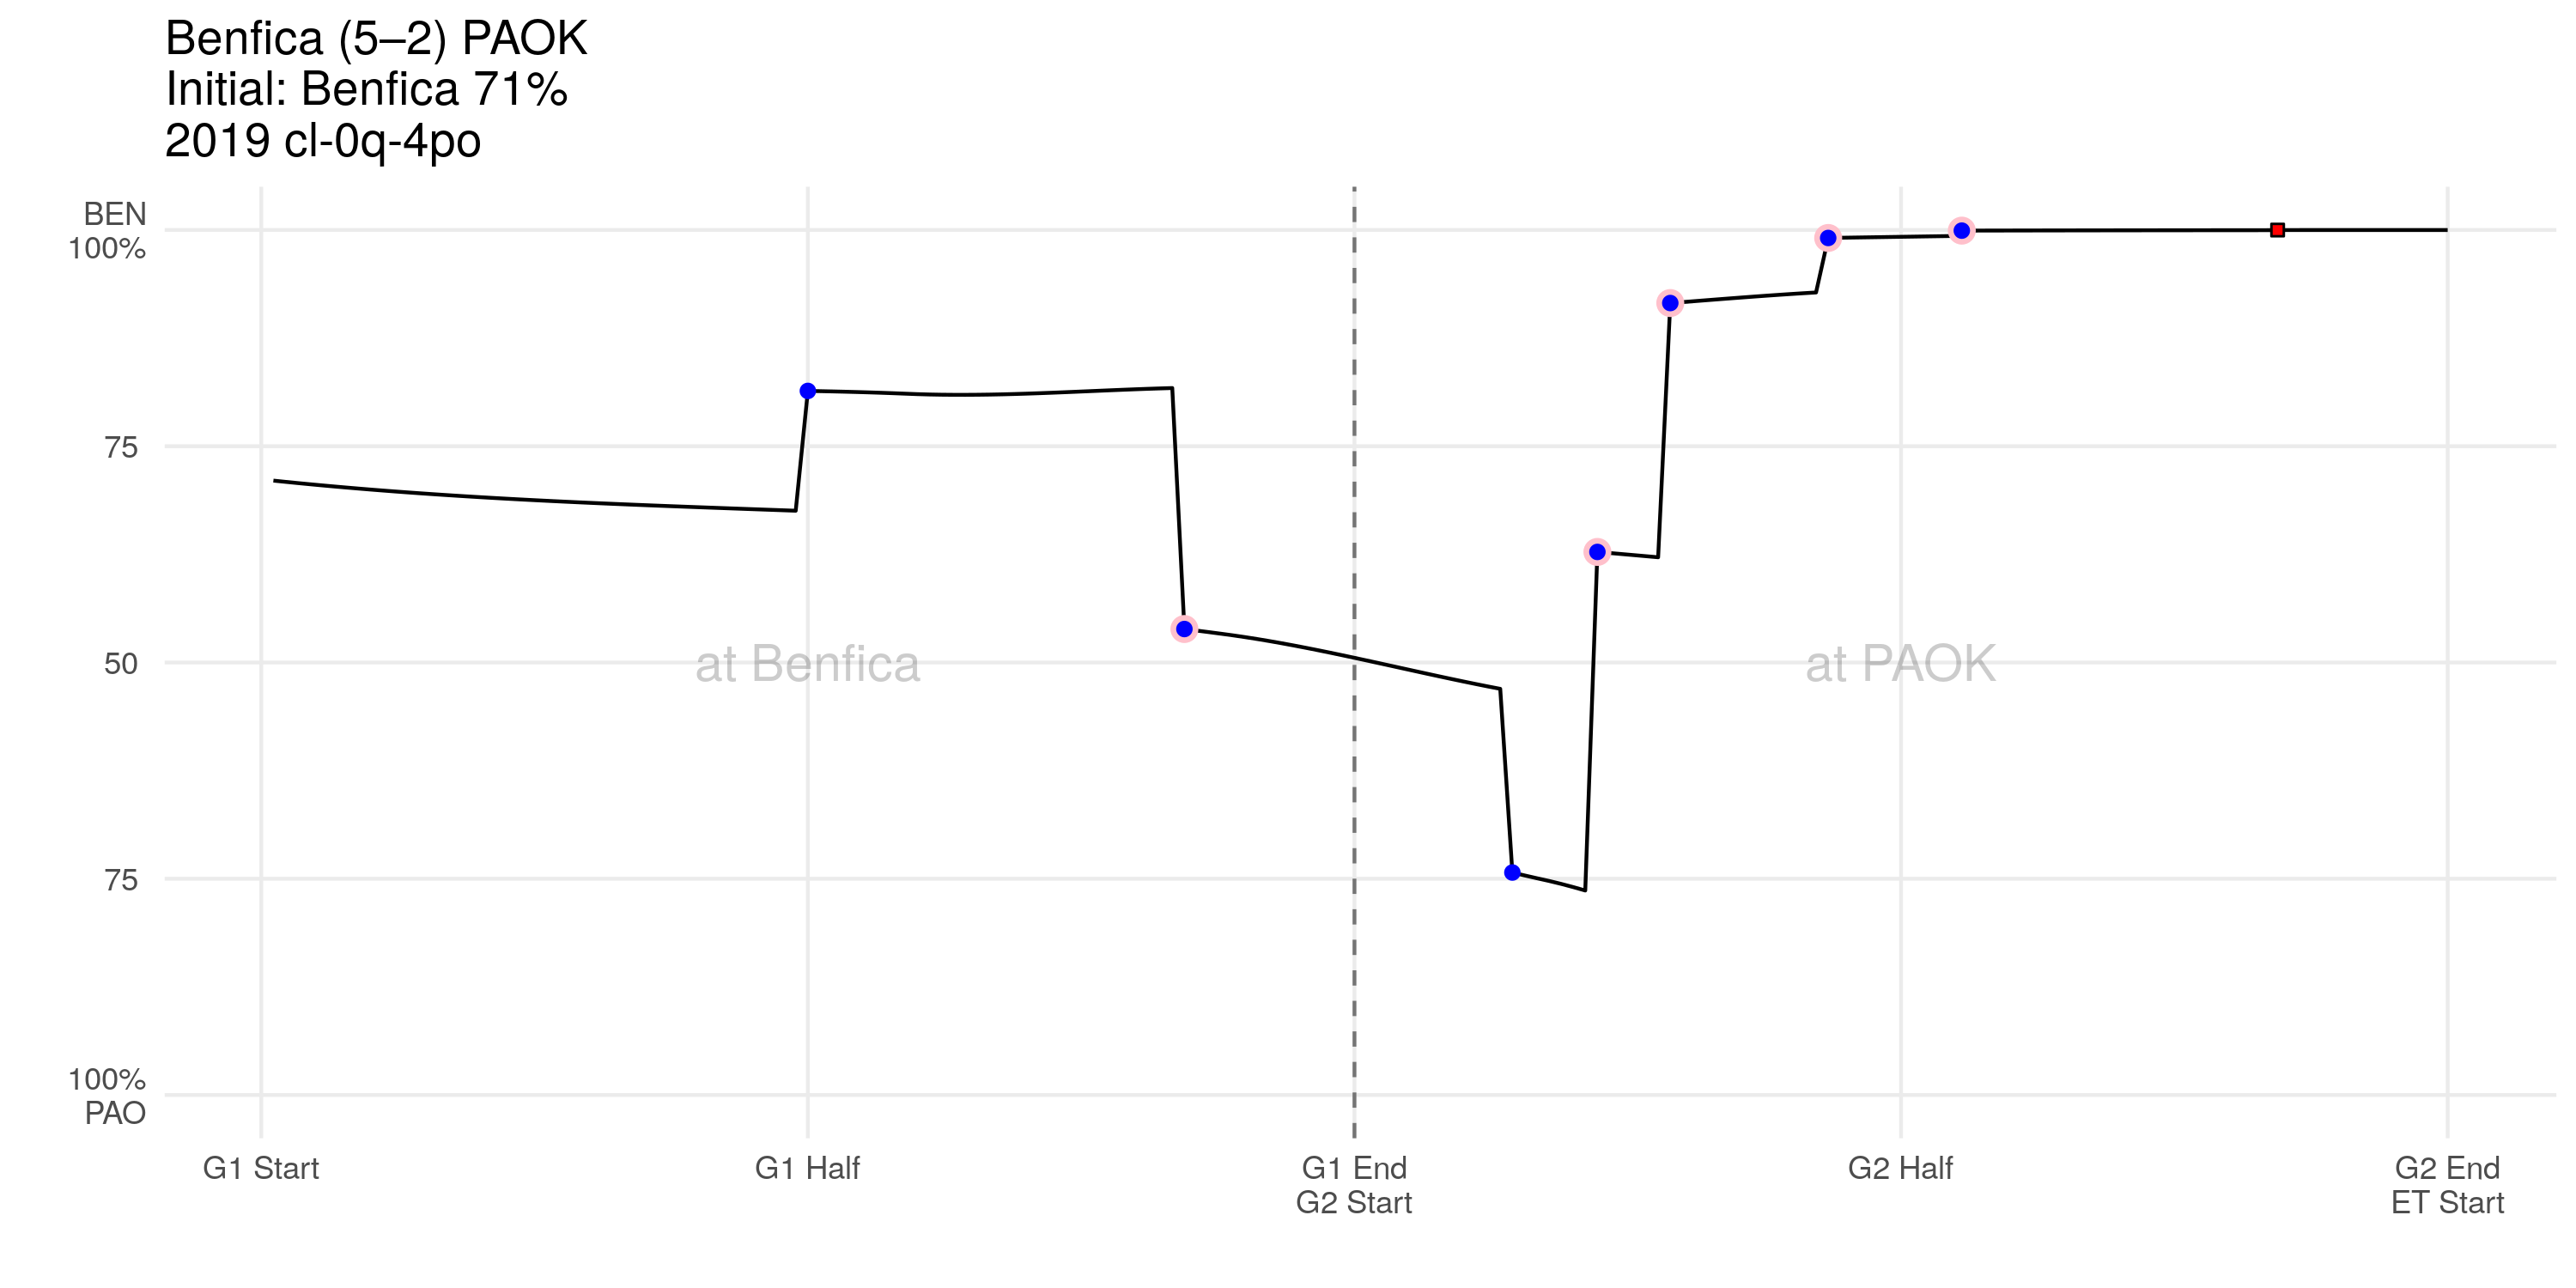 Benfica (5–2) PAOK
Initial: Benfica 71%
2019 cl-0q-4po
BEN
100%
75
50
75
100%
PAO
at Benfica
at PAOK
G1 Start
G1 Half
G1 End
G2 Start
G2 Half
G2 End
ET Start